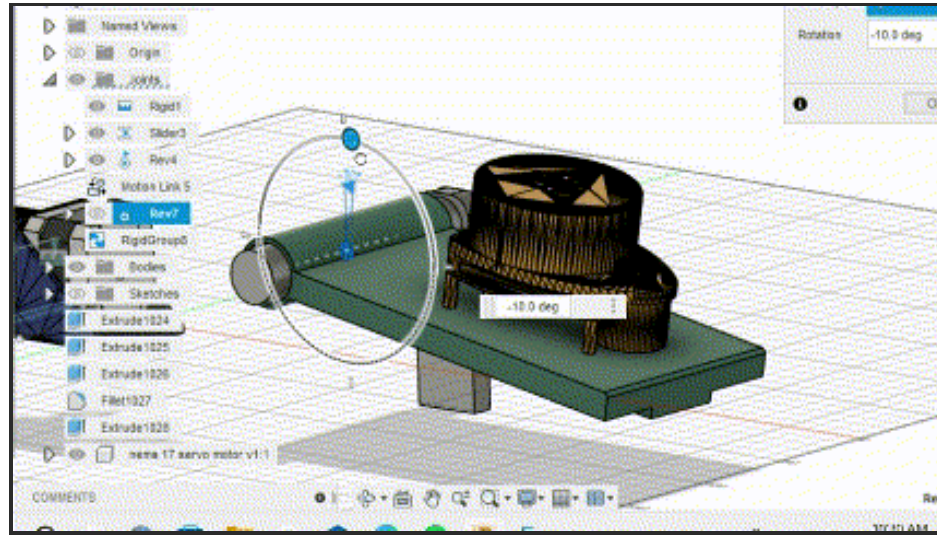 Named Views
Origin
Joints
Rigid1
Slider3
Rev4
Motion Link 5
Rev7
RigidGroup8
Bodies
Sketches
Extrude1024
Extrude1025
Extrude1026
Fillet1027
Extrude1028
nema 17 servo motor v1:1
COMMENTS
Rotation
-10.0 deg
-10.0 deg
Re